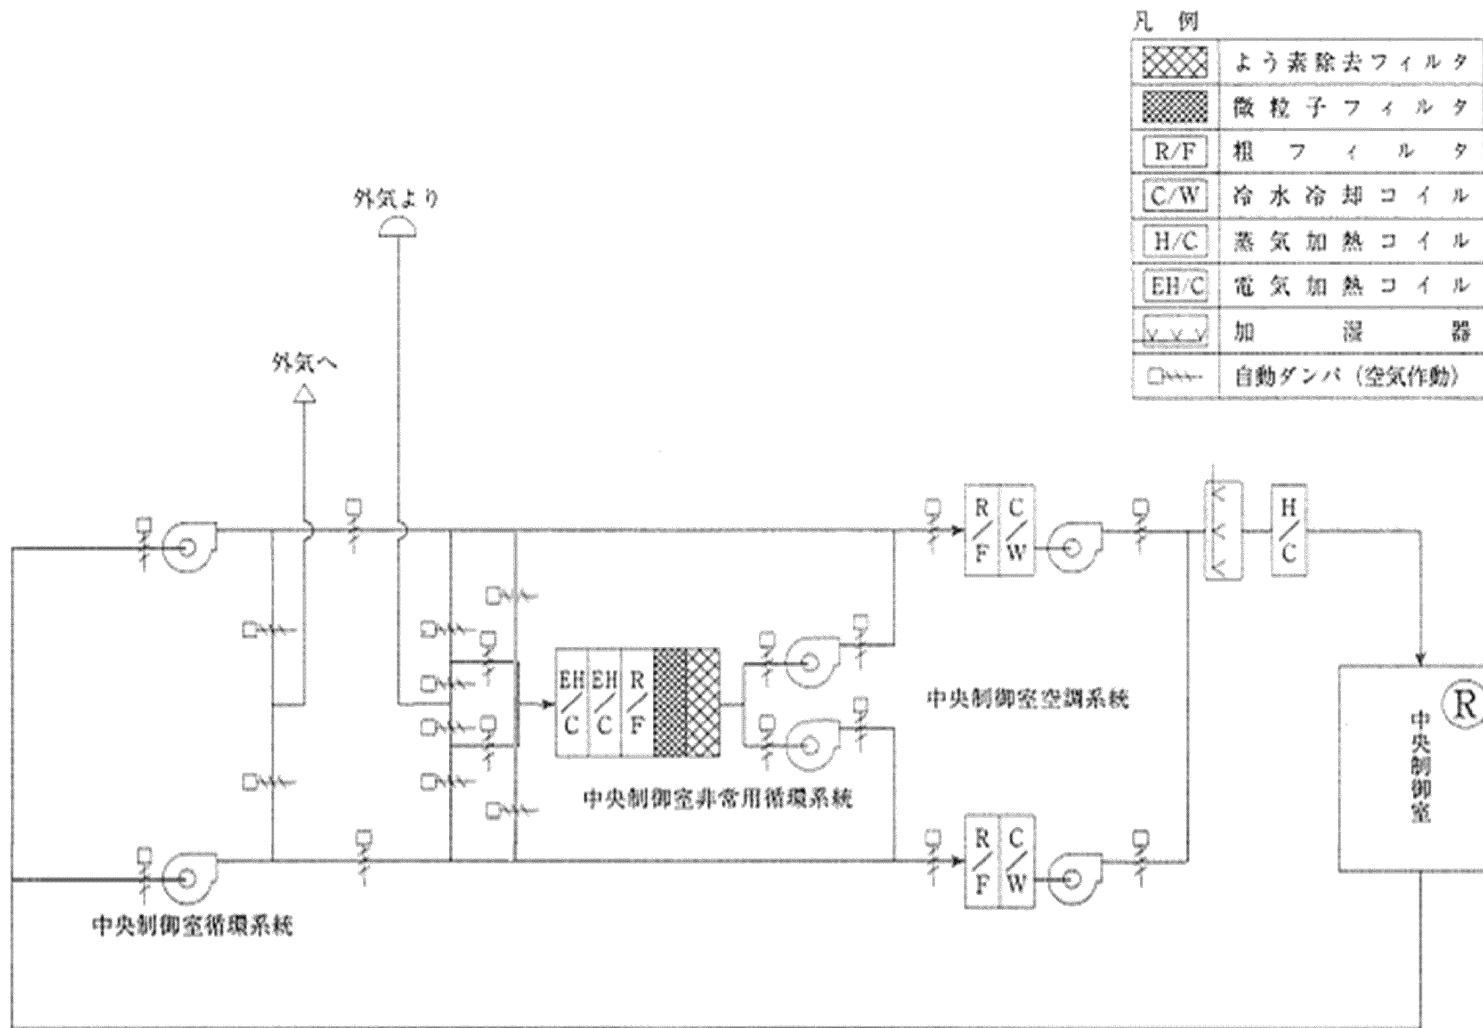 凡例
よう素除去フィルタ
微粒子フィルタ
R/F 粗フィルタ
C/W 冷水冷却コイル
H/C 蒸気加熱コイル
EH/C 電気加熱コイル
加湿器
自動ダンパ（空気作動）
外気より
外気へ
R/F C/W
H/C
EH/C EH/C R/F
中央制御室空調系統
R
中央制御室
中央制御室非常用循環系統
R/F C/W
中央制御室循環系統